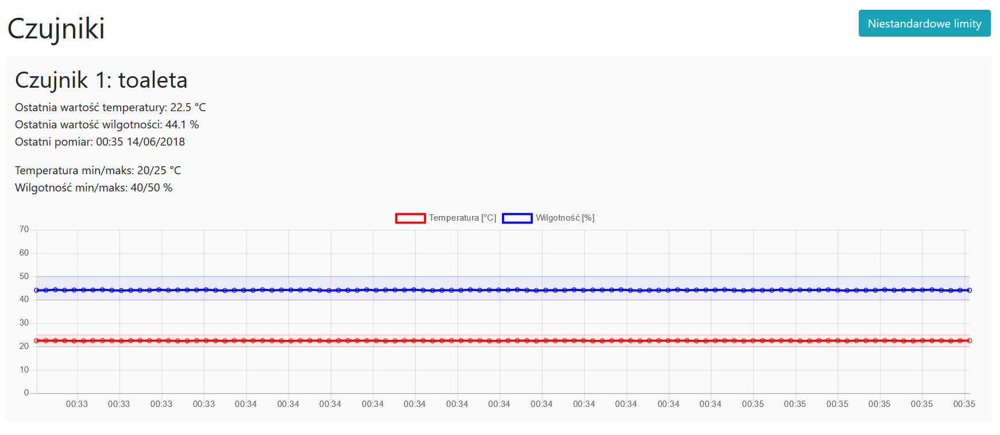 Czujniki
Niestandardowe limity
Czujnik 1: toaleta
Ostatnia wartość temperatury: 22.5 °C
Ostatnia wartość wilgotności: 44.1 %
Ostatni pomiar: 00:35 14/06/2018
Temperatura min/maks: 20/25 °C
Wilgotność min/maks: 40/50 %
Temperatura [°C] Wilgotność [%]
70
60
50
40
30
20
10
0
00:33 00:33 00:33 00:33 00:34 00:34 00:34 00:34 00:34 00:34 00:34 00:34 00:34 00:34 00:34 00:34 00:35 00:35 00:35 00:35 00:35 00:35